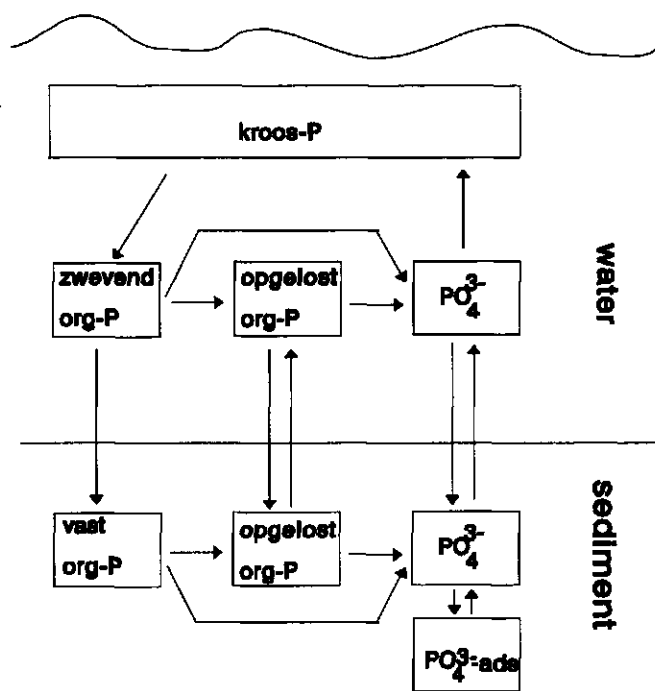 kroos-P
zwevend
org-P
opgelost
org-P
PO₄³⁻
water
vast
org-P
opgelost
org-P
PO₄³⁻
sediment
PO₄³⁻-ads